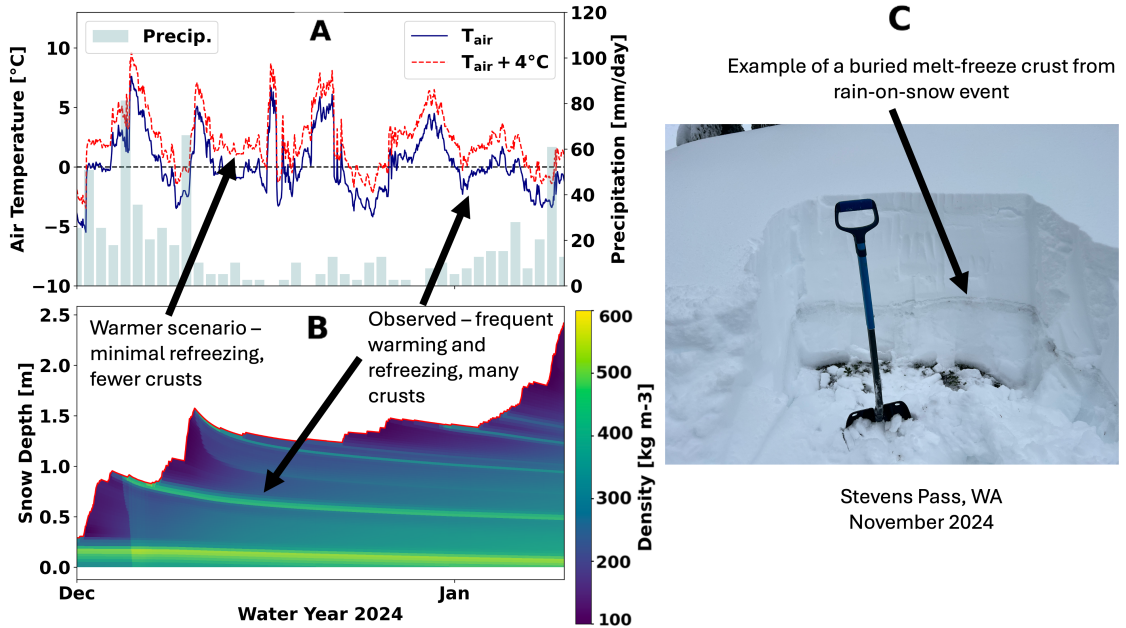 A
Precip.
T_air
T_air + 4°C
Air Temperature [°C]
10
5
0
−5
−10
Precipitation [mm/day]
120
100
80
60
40
20
0
Warmer scenario –
minimal refreezing,
fewer crusts
B
Observed – frequent
warming and
refreezing, many
crusts
Snow Depth [m]
2.5
2.0
1.5
1.0
0.5
0.0
Dec
Jan
Water Year 2024
600
500
400
300
200
100
Density [kg m-3]
C
Example of a buried melt-freeze crust from
rain-on-snow event
Stevens Pass, WA
November 2024